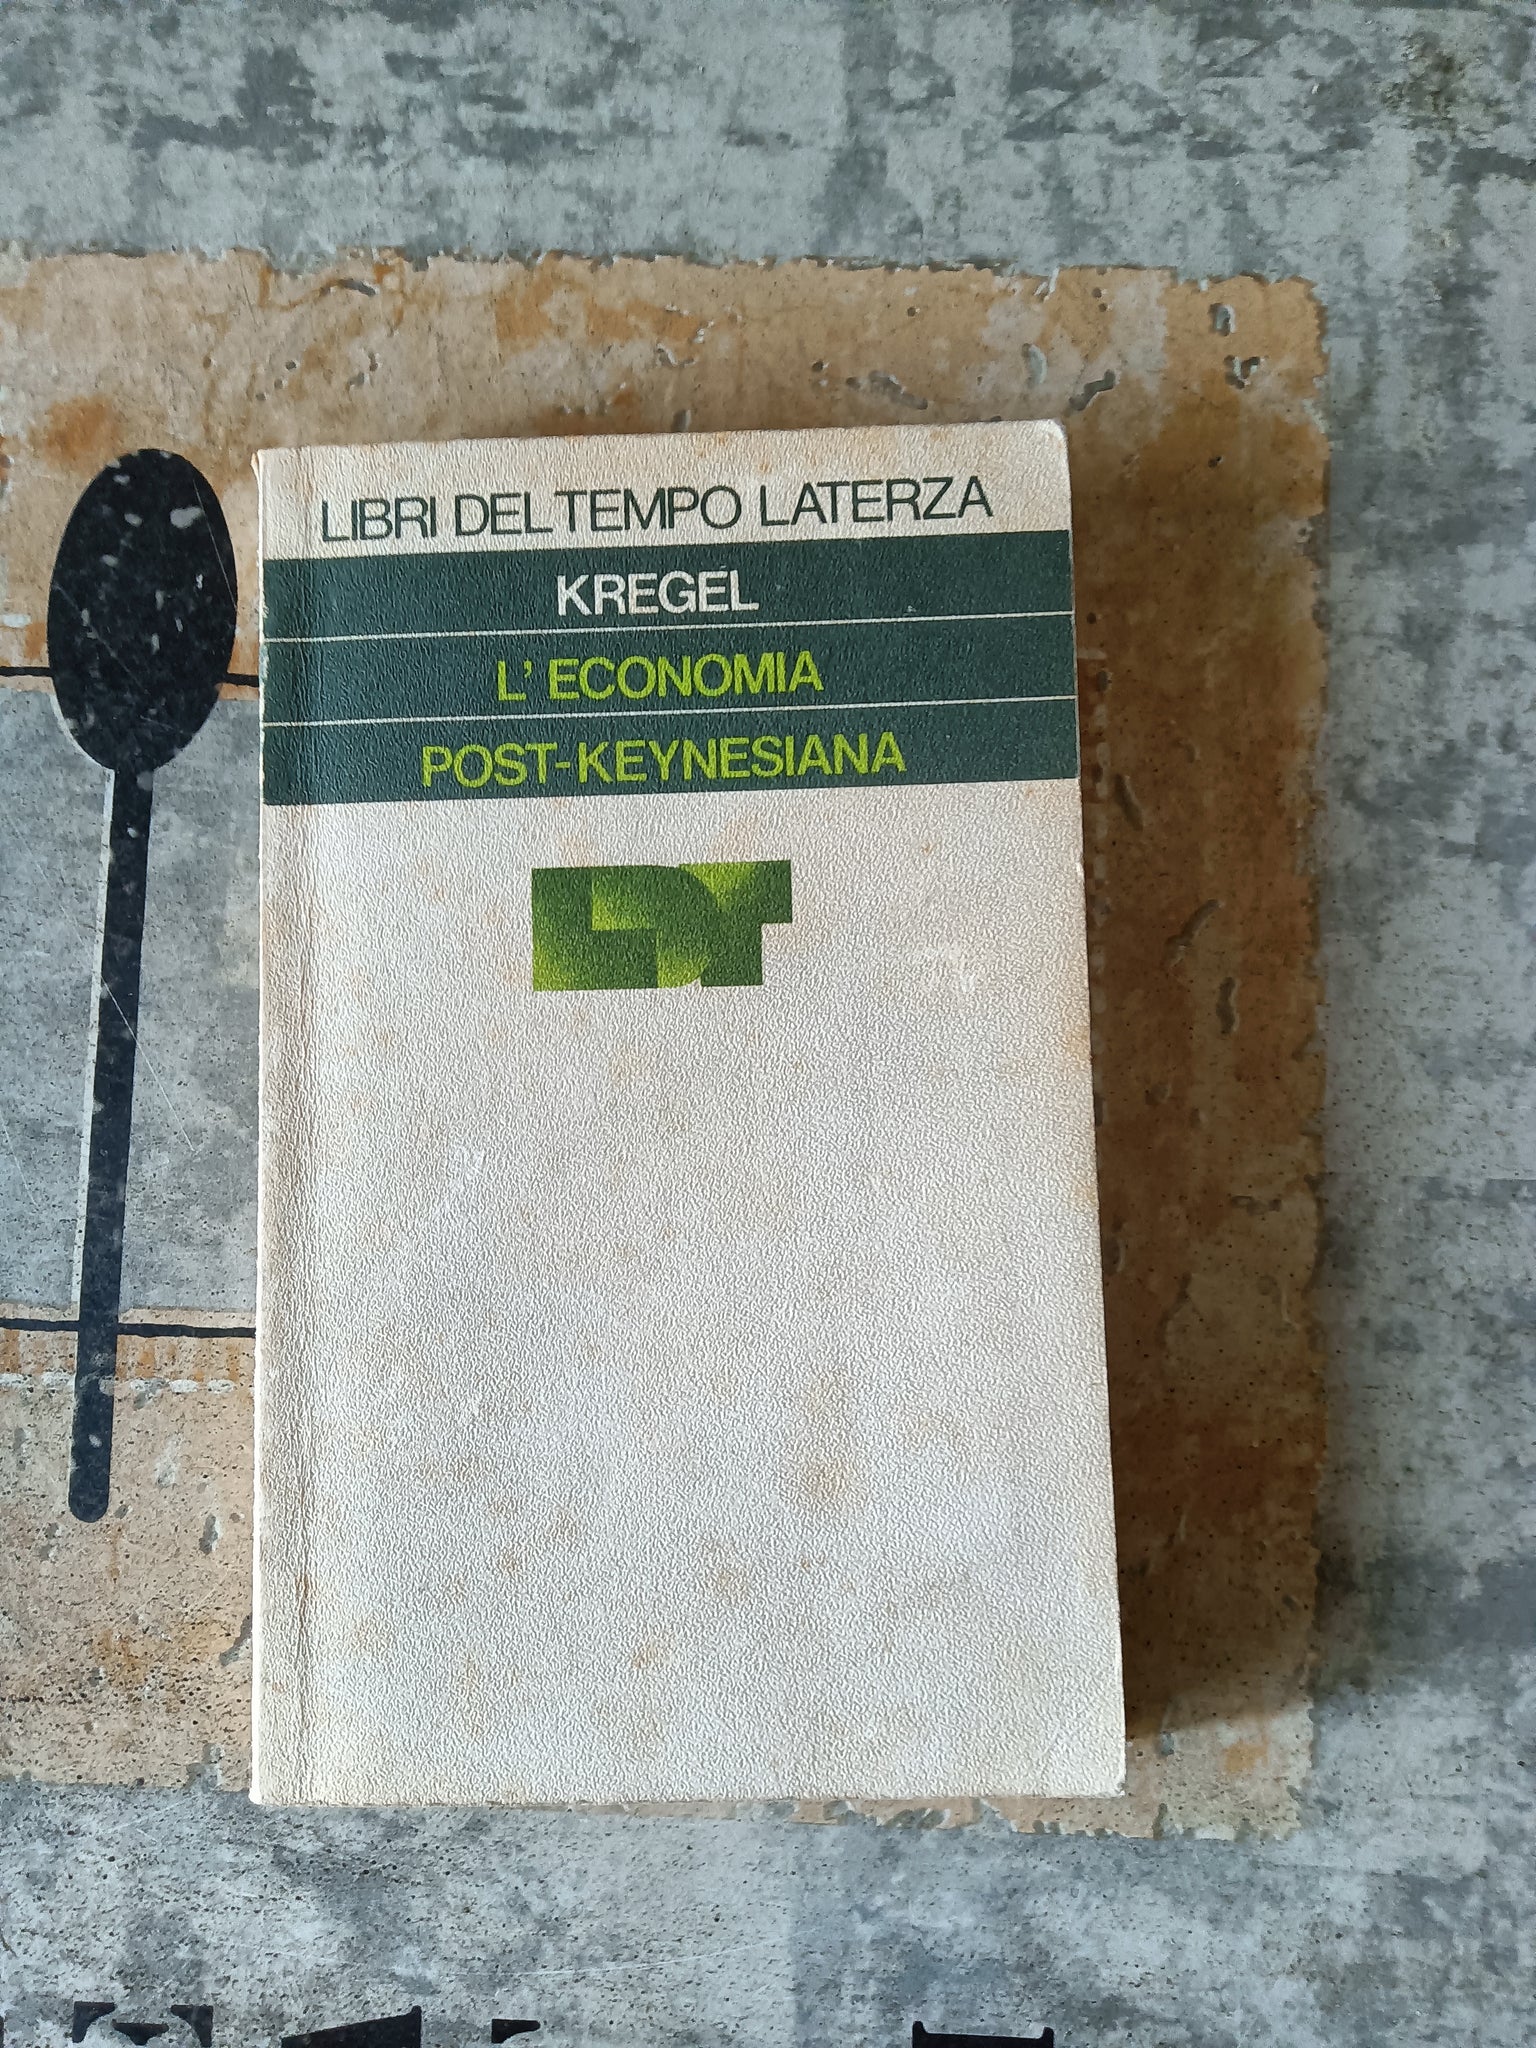 LIBRI DEL TEMPO LATERZA
KREGEL
L'ECONOMIA
POST-KEYNESIANA
LDT